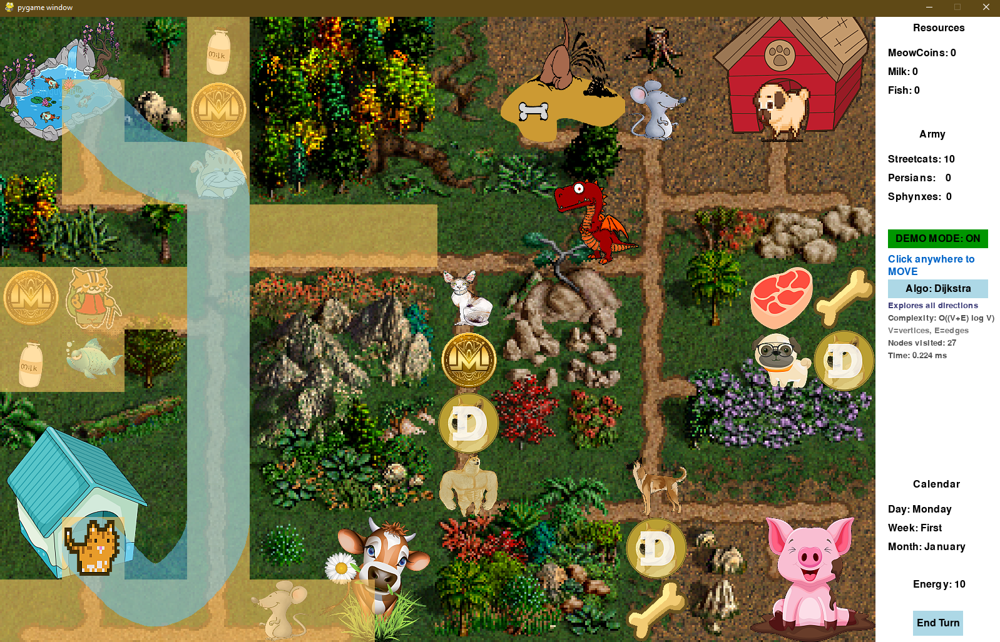 pygame window
Resources
MeowCoins: 0
Milk: 0
Fish: 0
Army
Streetcats: 10
Persians: 0
Sphynxes: 0
DEMO MODE: ON
Click anywhere to
MOVE
Algo: Dijkstra
Explores all directions
Complexity: O((V+E) log V)
V=vertices, E=edges
Nodes visited: 27
Time: 0.224 ms
Calendar
Day: Monday
Week: First
Month: January
Energy: 10
End Turn
Milk
M
M
Milk
M
D
D
D
D